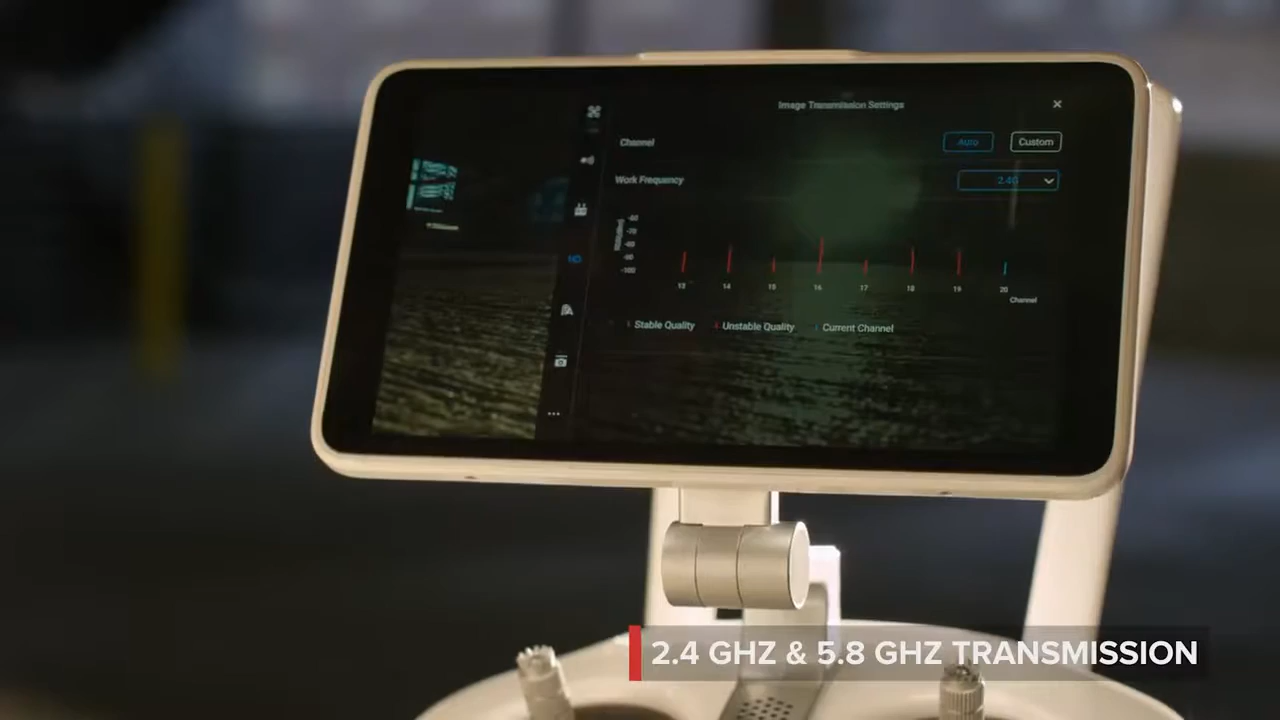 Image Transmission Settings
Channel
Auto
Custom
Work Frequency
2.4G
13 14 15 16 17 18 19 20
Channel
Stable Quality Unstable Quality Current Channel
HD
2.4 GHZ & 5.8 GHZ TRANSMISSION